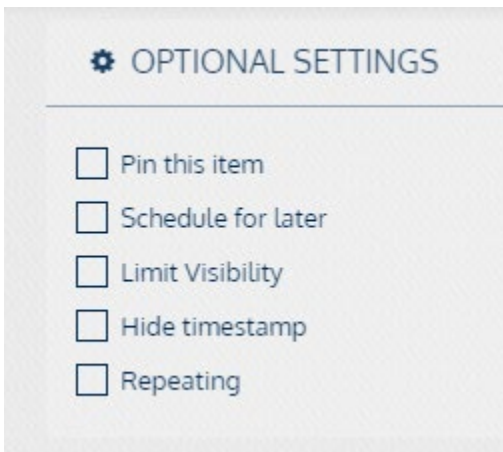 OPTIONAL SETTINGS
Pin this item
Schedule for later
Limit Visibility
Hide timestamp
Repeating